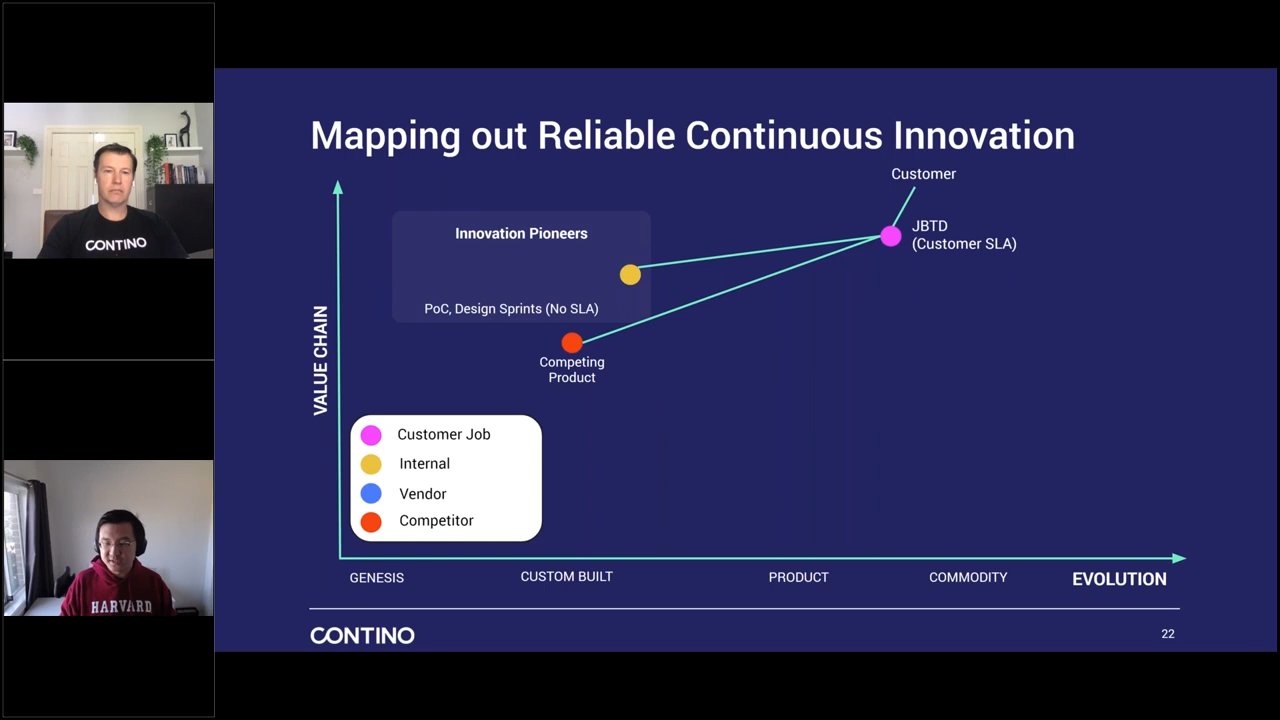 CONTINO
HARVARD
Mapping out Reliable Continuous Innovation
Customer
JBTD
(Customer SLA)
Innovation Pioneers
PoC, Design Sprints (No SLA)
Competing
Product
VALUE CHAIN
Customer Job
Internal
Vendor
Competitor
GENESIS
CUSTOM BUILT
PRODUCT
COMMODITY
EVOLUTION
CONTINO
22